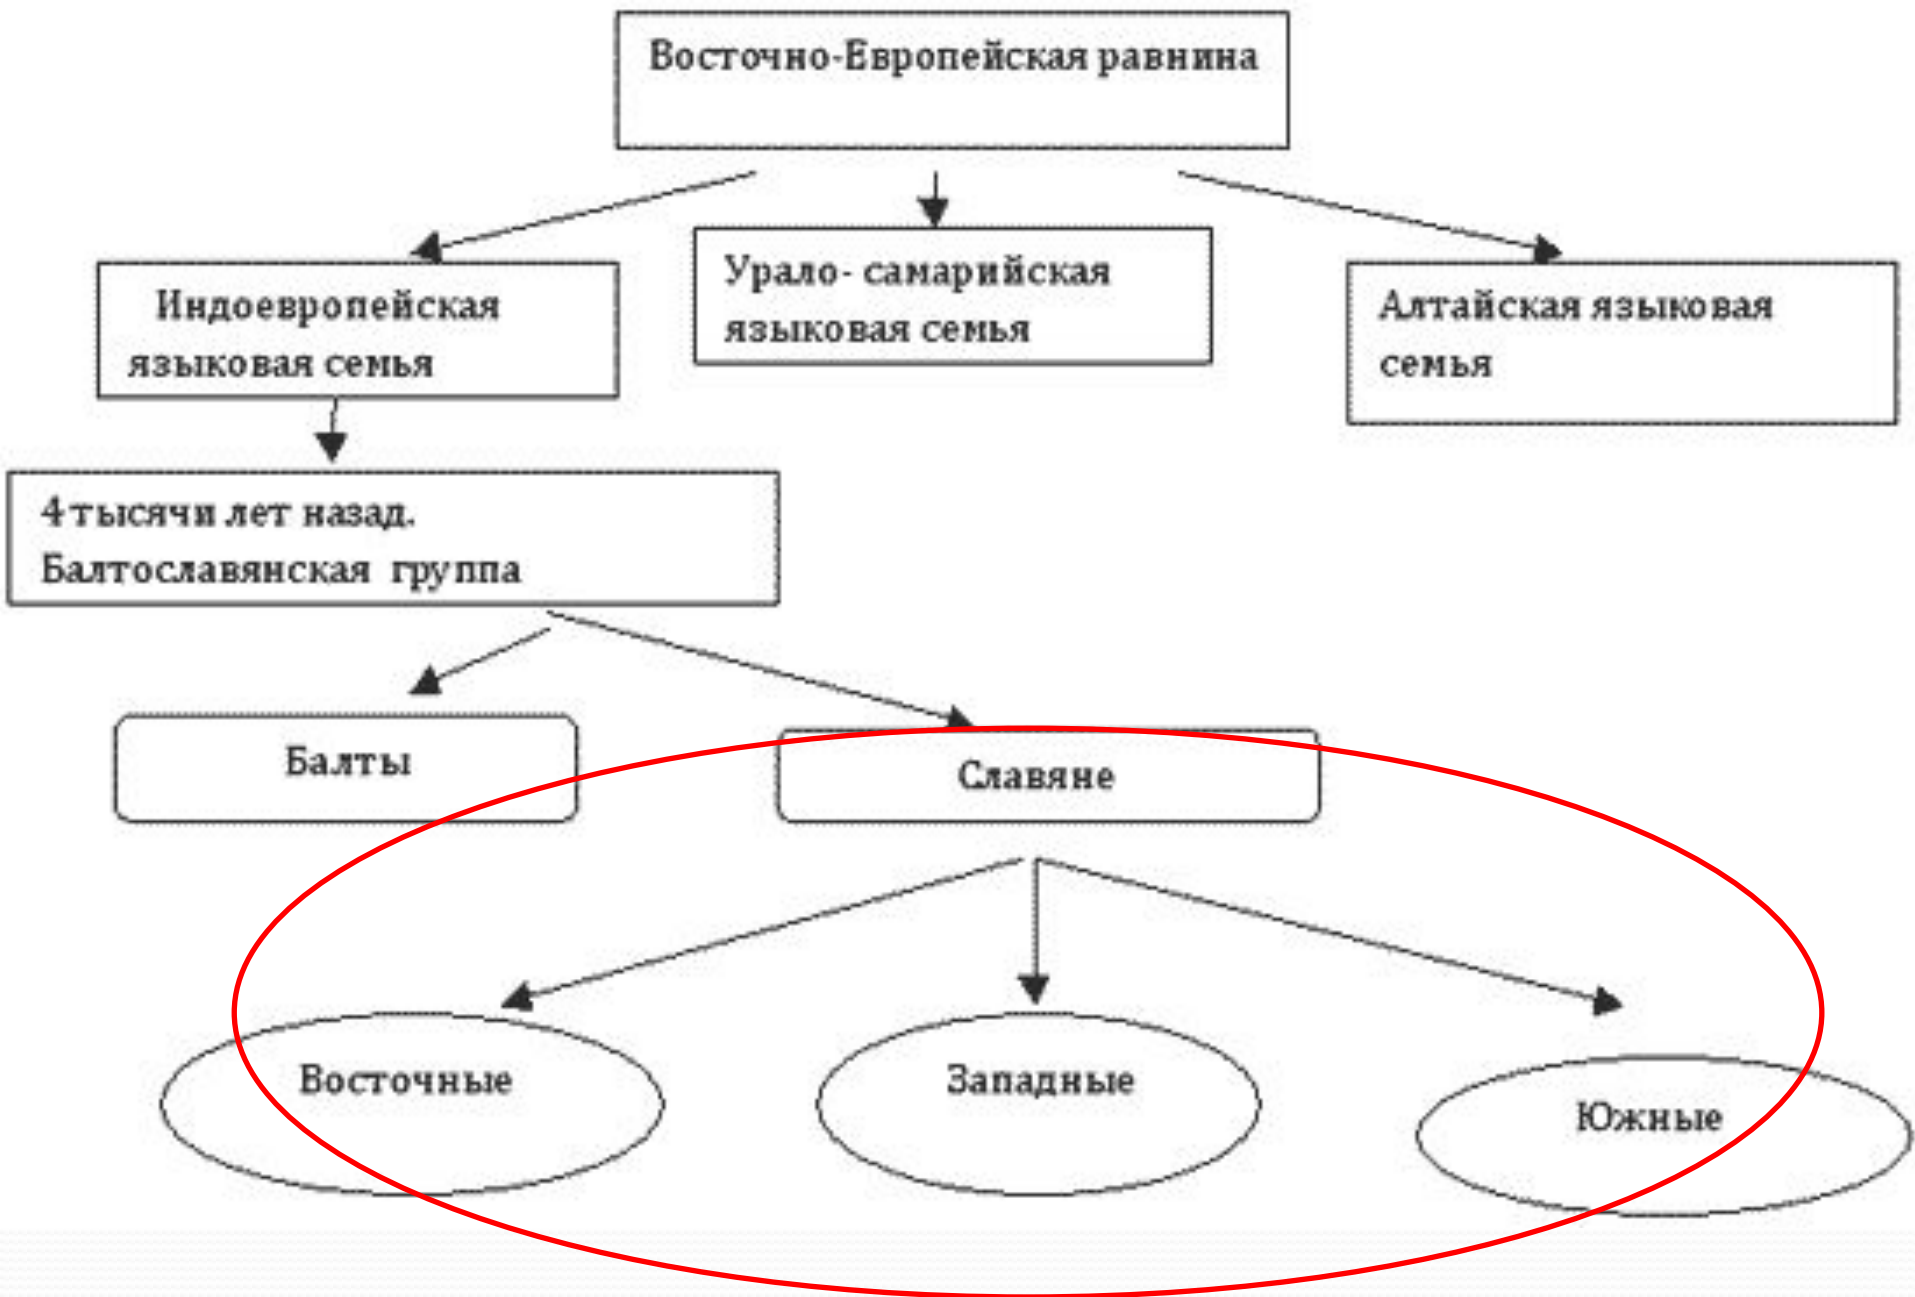 Восточно-Европейская равнина
Индоевропейская
языковая семья
Урало- самарийская
языковая семья
Алтайская языковая
семья
4 тысячи лет назад.
Балтославянская группа
Балты
Славяне
Восточные
Западные
Южные